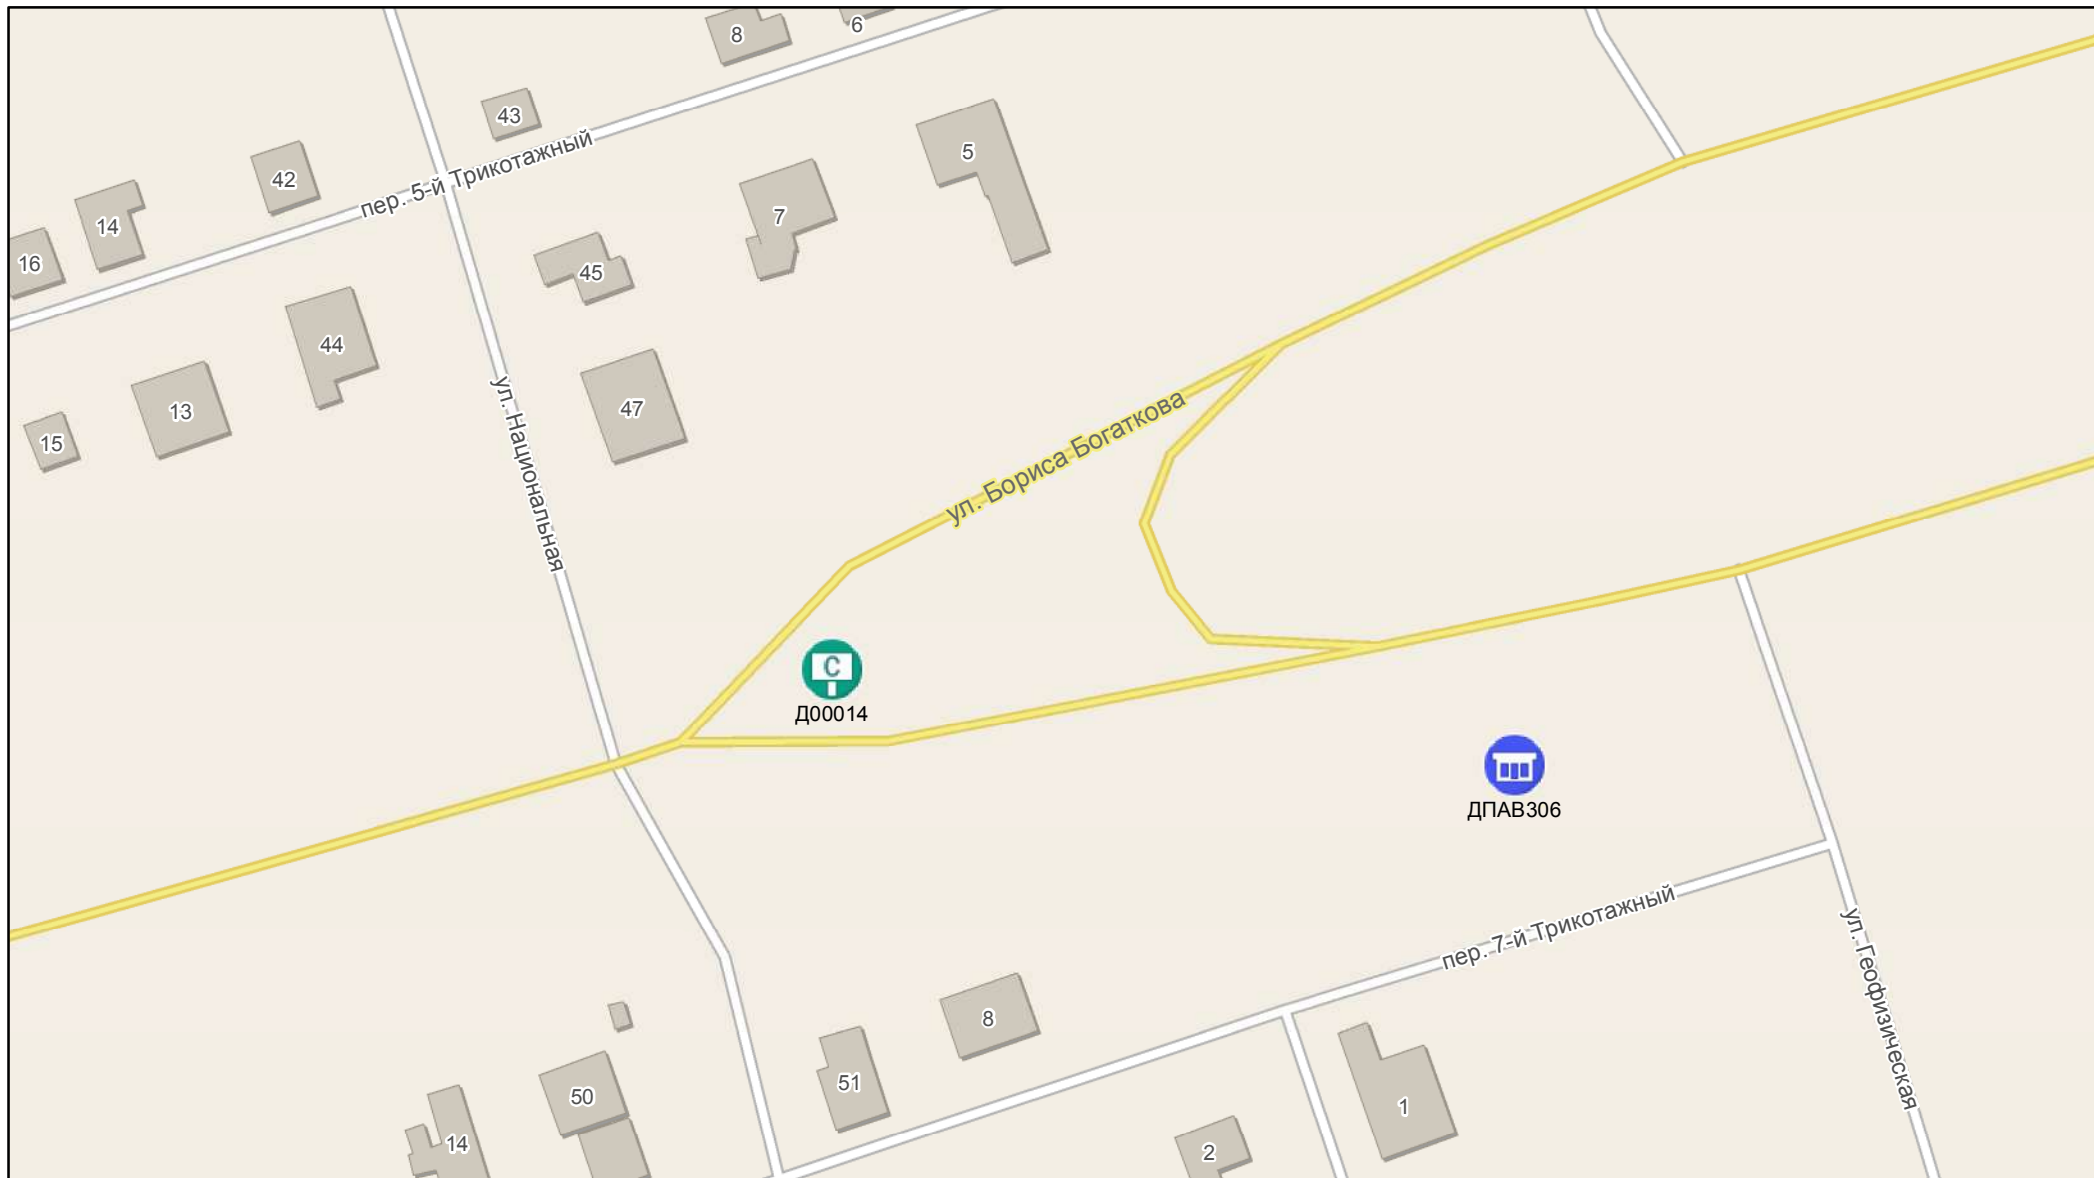 8
6
43
пер. 5-й Трикотажный
5
42
14
7
16
45
44
ул. Национальная
13
47
15
ул. Бориса Богаткова
С
Д00014
ДПАВ306
пер. 7-й Трикотажный
ул. Геофизическая
8
51
50
1
14
2